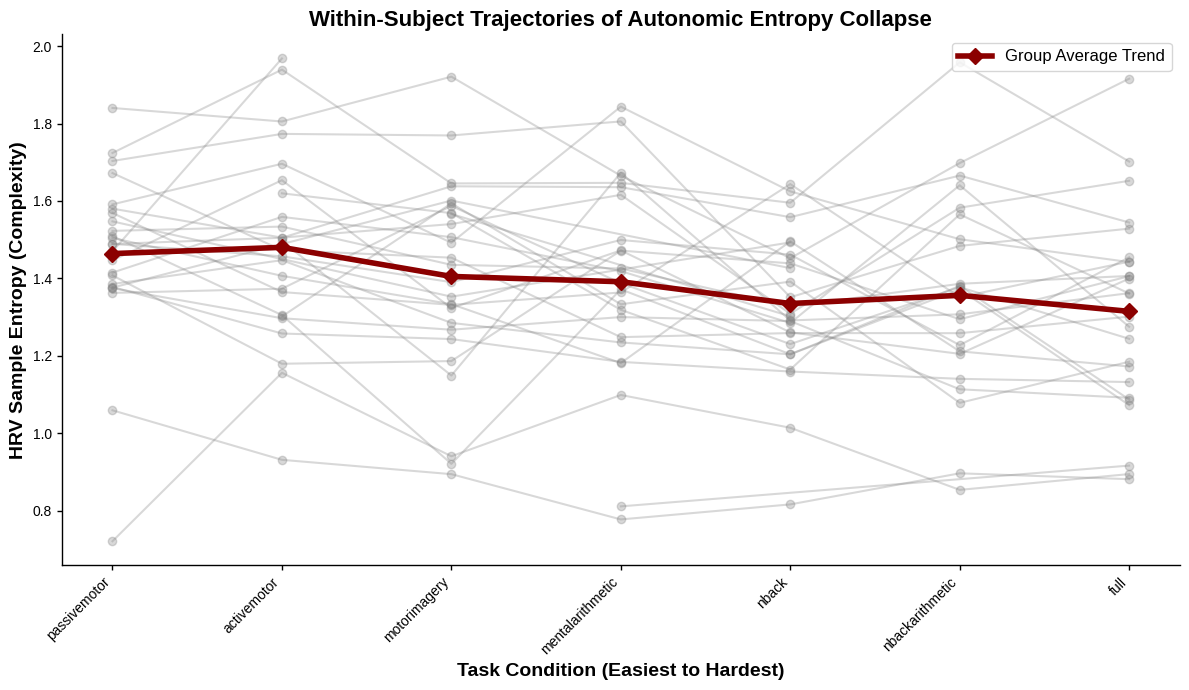 Within-Subject Trajectories of Autonomic Entropy Collapse
Group Average Trend
HRV Sample Entropy (Complexity)
2.0
1.8
1.6
1.4
1.2
1.0
0.8
passivemotor
activemotor
motorimagery
mentalarithmetic
nback
nbackarithmetic
full
Task Condition (Easiest to Hardest)